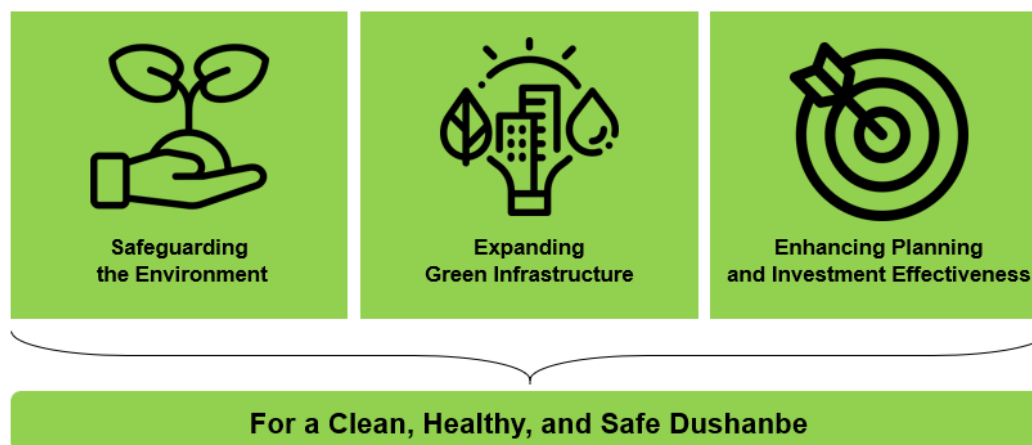 Safeguarding
the Environment
Expanding
Green Infrastructure
Enhancing Planning
and Investment Effectiveness
For a Clean, Healthy, and Safe Dushanbe